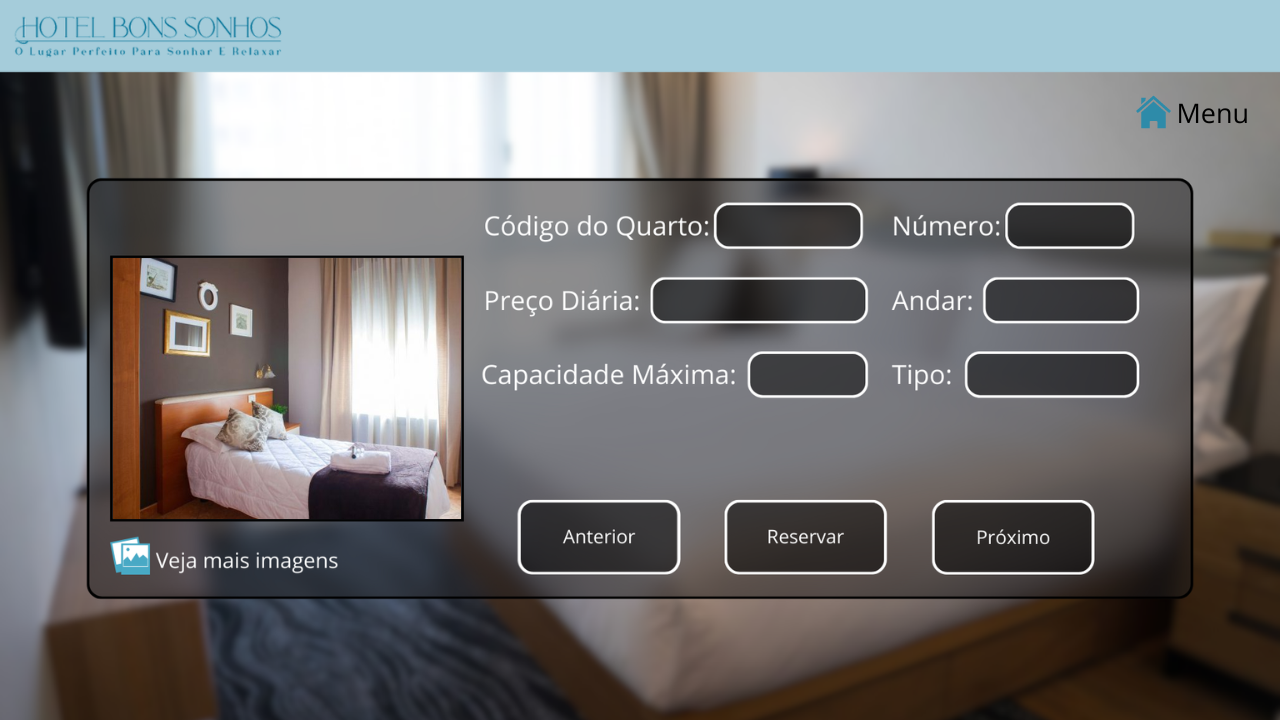 HOTEL BONS SONHOS
O Lugar Perfeito Para Sonhar E Relaxar
Menu
Código do Quarto:
Número:
Preço Diária:
Andar:
Capacidade Máxima:
Tipo:
Anterior
Reservar
Próximo
Veja mais imagens